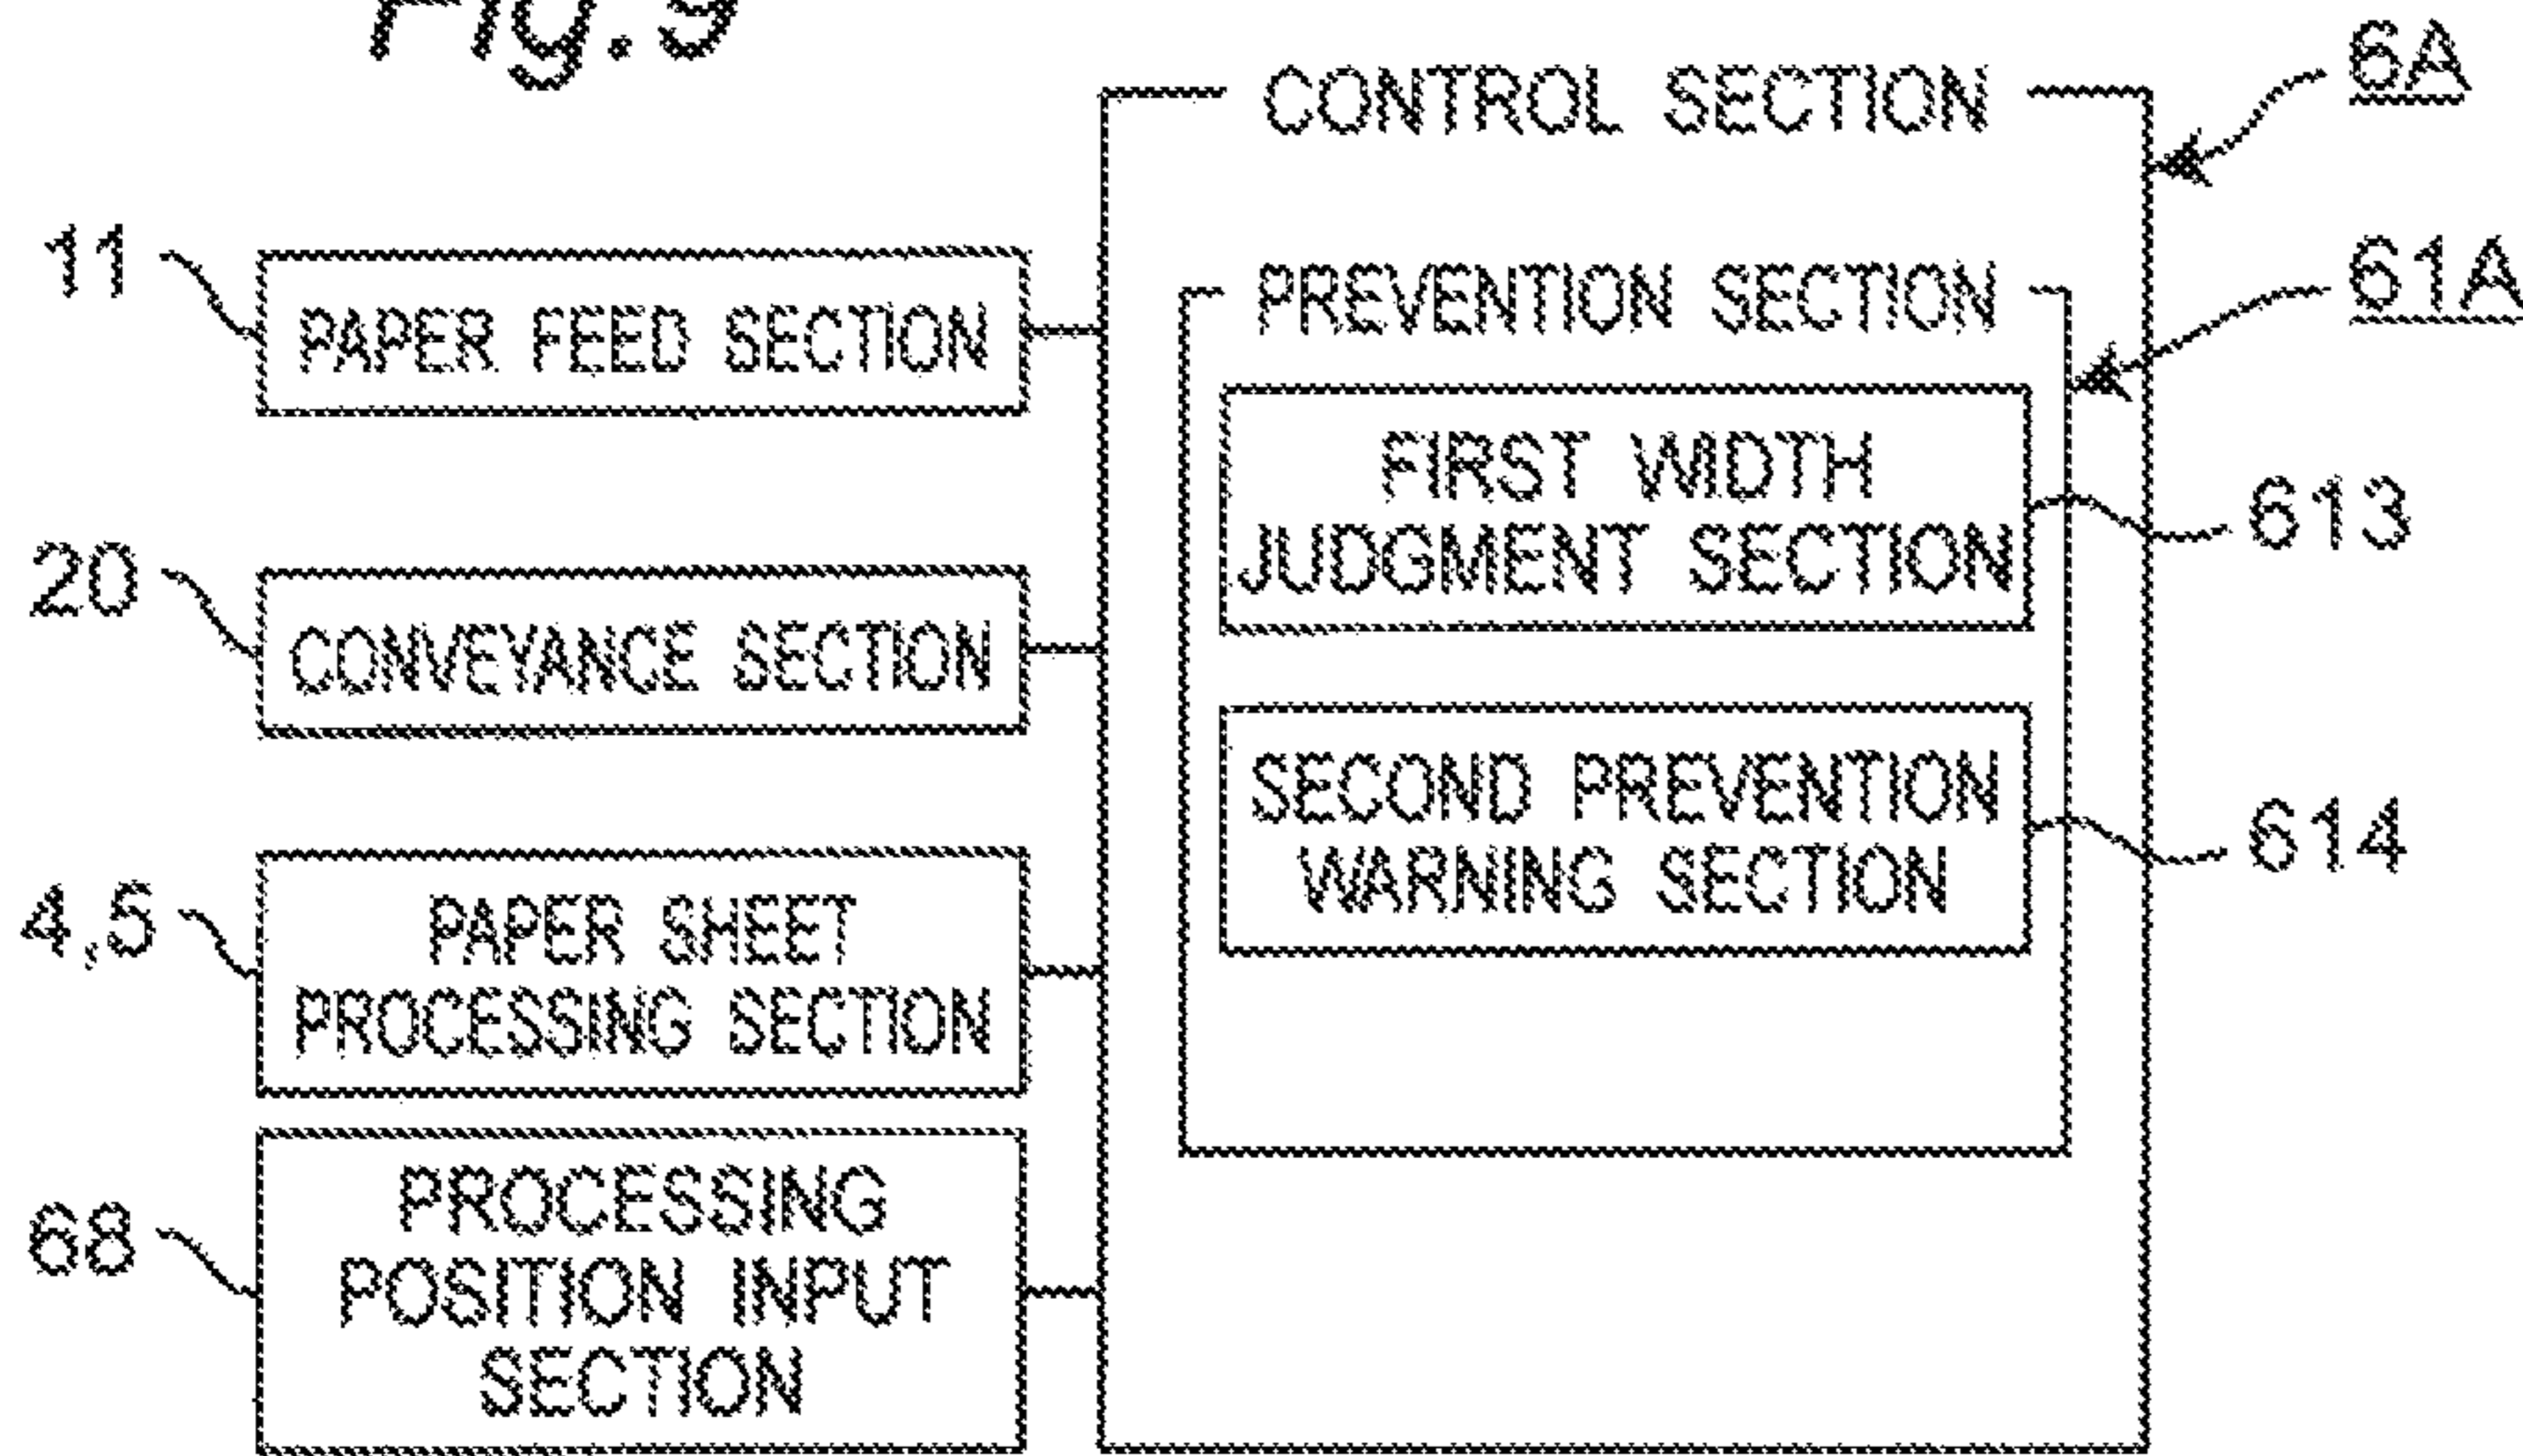 Fig.9
CONTROL SECTION
6A
11
PAPER FEED SECTION
PREVENTION SECTION
61A
FIRST WIDTH
JUDGMENT SECTION
613
20
CONVEYANCE SECTION
SECOND PREVENTION
WARNING SECTION
614
4,5
PAPER SHEET
PROCESSING SECTION
68
PROCESSING
POSITION INPUT
SECTION